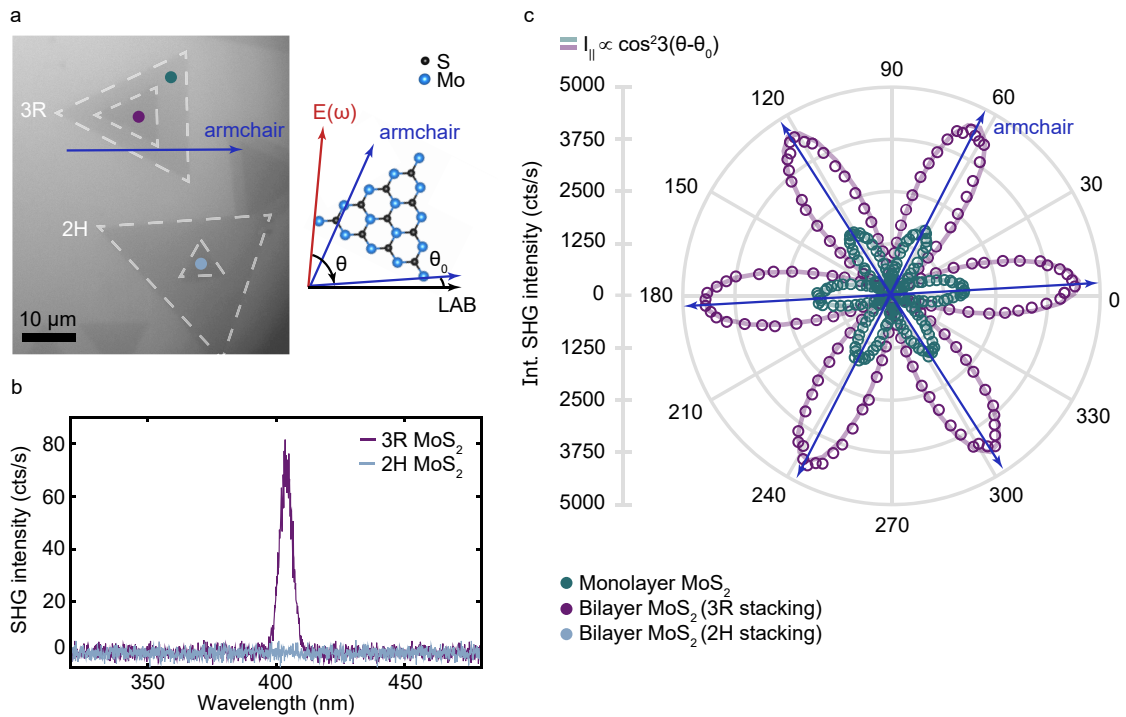 a
3R
armchair
2H
10 μm
S
Mo
E(ω)
armchair
θ
θ₀
LAB
b
SHG intensity (cts/s)
80
60
40
20
0
350
400
450
Wavelength (nm)
3R MoS₂
2H MoS₂
c
I|| ∝ cos²3(θ-θ₀)
Int. SHG intensity (cts/s)
5000
3750
2500
1250
0
1250
2500
3750
5000
90
60
armchair
30
0
330
300
270
240
210
180
150
120
Monolayer MoS₂
Bilayer MoS₂ (3R stacking)
Bilayer MoS₂ (2H stacking)